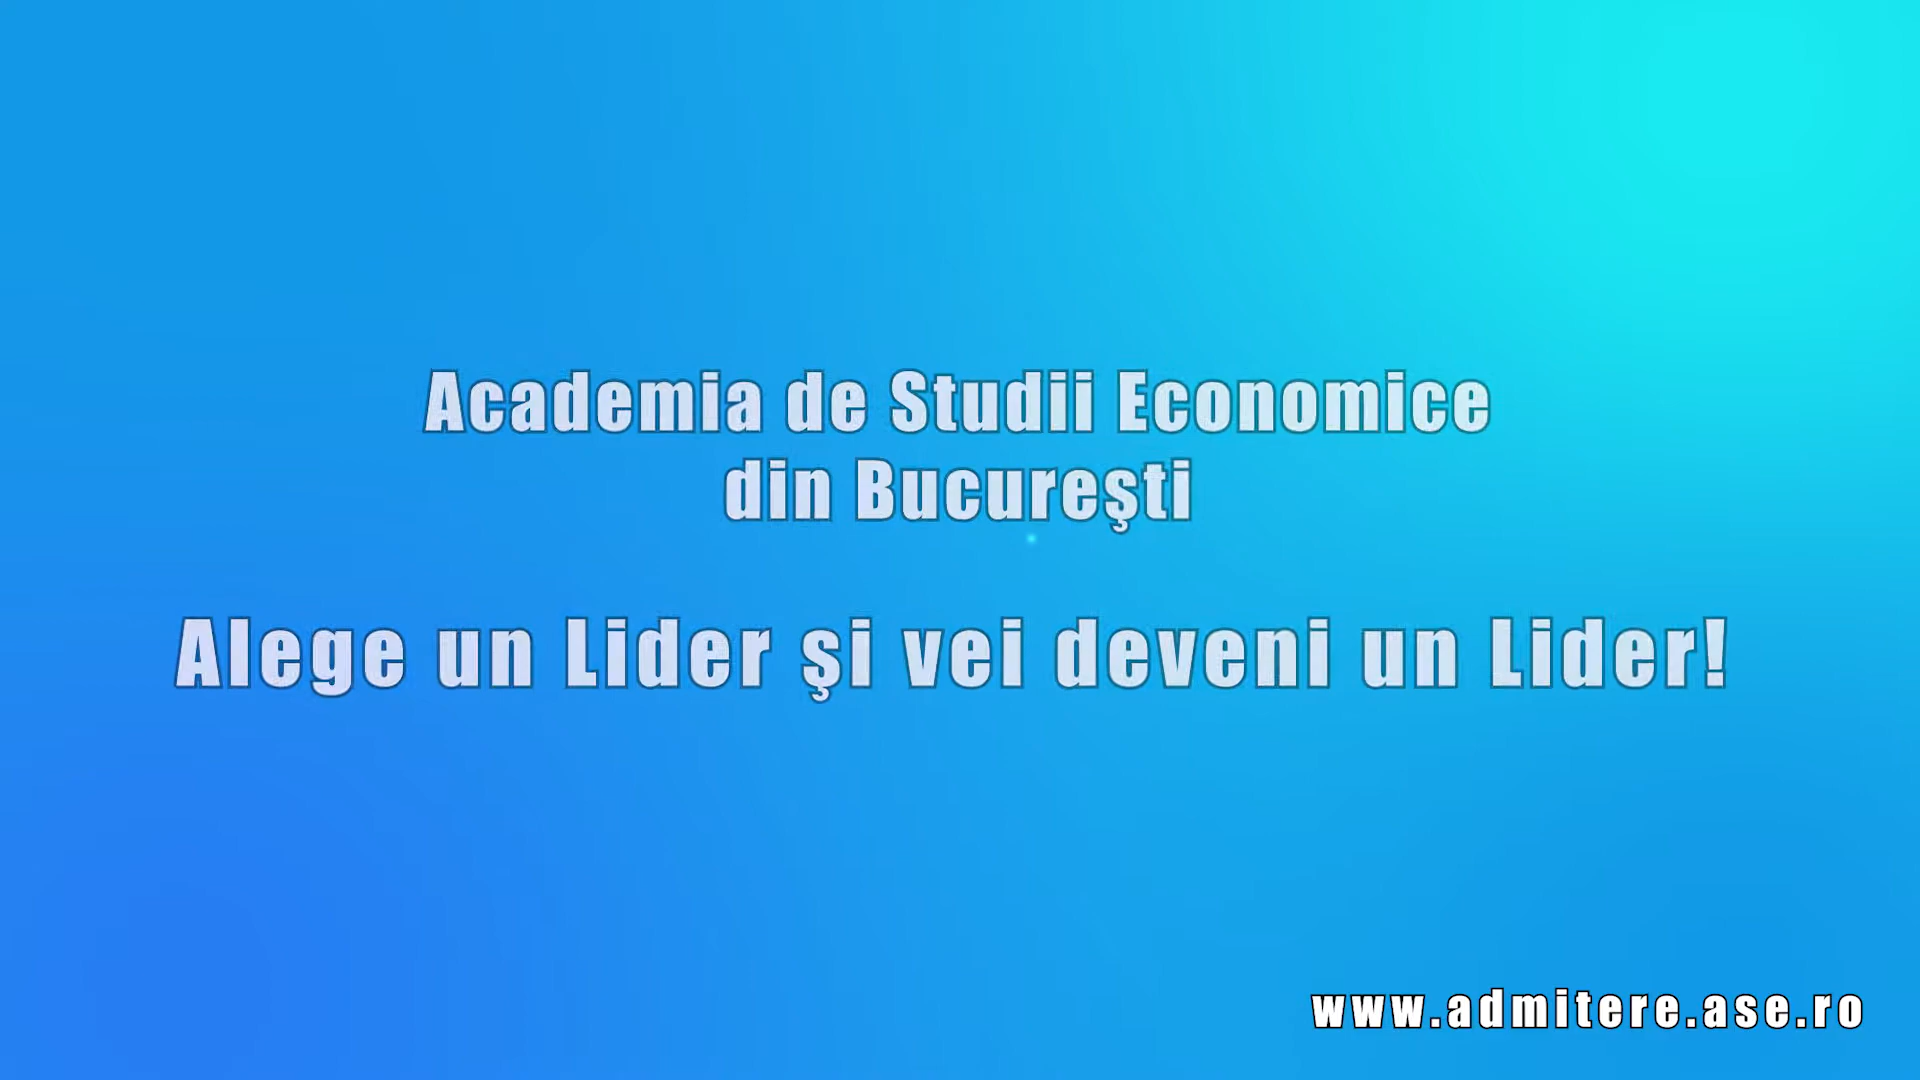 Academia de Studii Economice
din Bucureşti
Alege un Lider şi vei deveni un Lider!
www.admitere.ase.ro